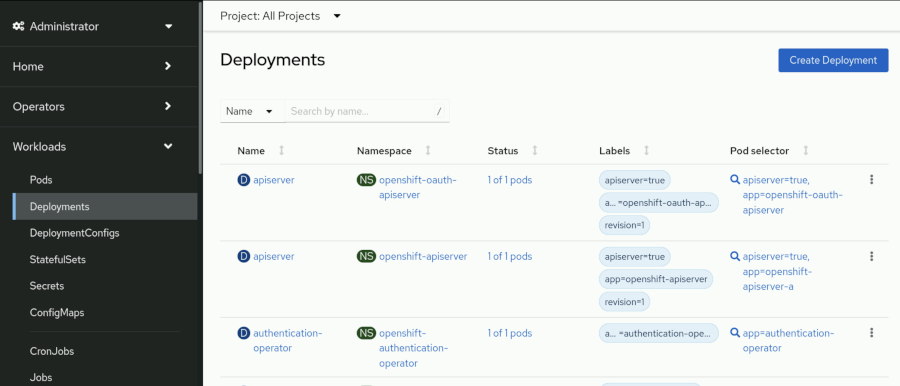 Administrator
Home
Operators
Workloads
Pods
Deployments
DeploymentConfigs
StatefulSets
Secrets
ConfigMaps
CronJobs
Jobs
Project: All Projects
Deployments
Create Deployment
Name
Search by name...
/
Name Namespace Status Labels Pod selector
D apiserver
NS openshift-oauth-
apiserver
1 of 1 pods
apiserver=true
a... =openshift-oauth-ap...
revision=1
apiserver=true,
app=openshift-oauth-
apiserver
D apiserver
NS openshift-apiserver
1 of 1 pods
apiserver=true
app=openshift-apiserver
revision=1
apiserver=true,
app=openshift-
apiserver-a
D authentication-
operator
NS openshift-
authentication-
operator
1 of 1 pods
a... =authentication-ope...
app=authentication-
operator